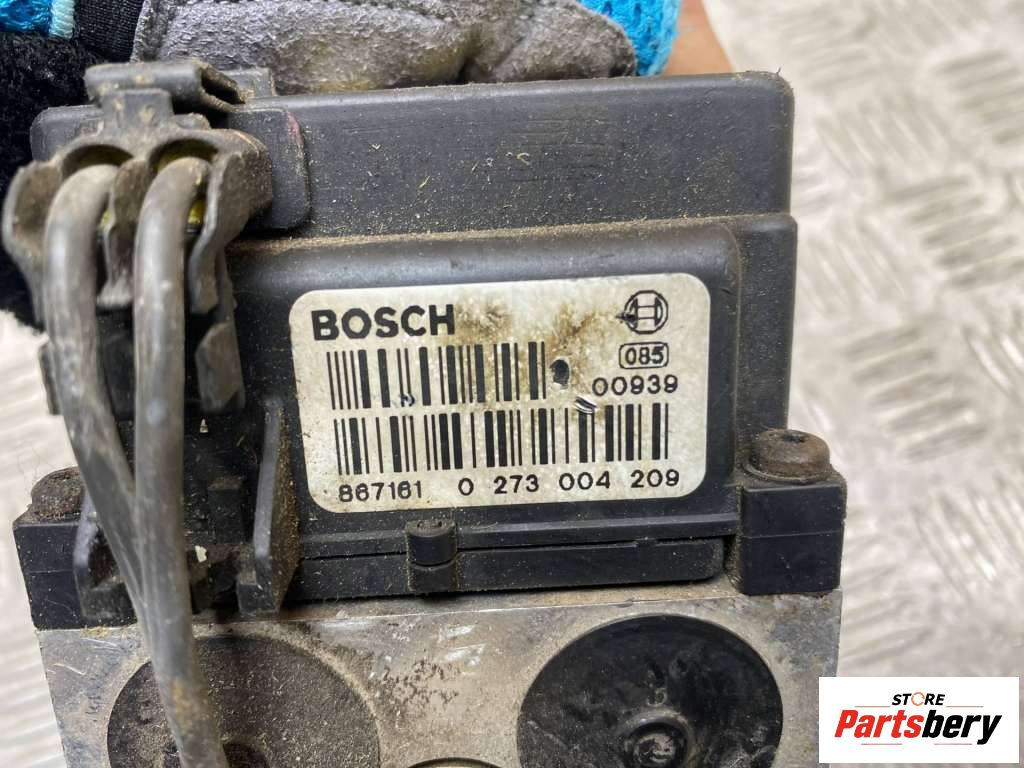 BOSCH
085
00939
867161 0 273 004 209
STORE
Partsbery